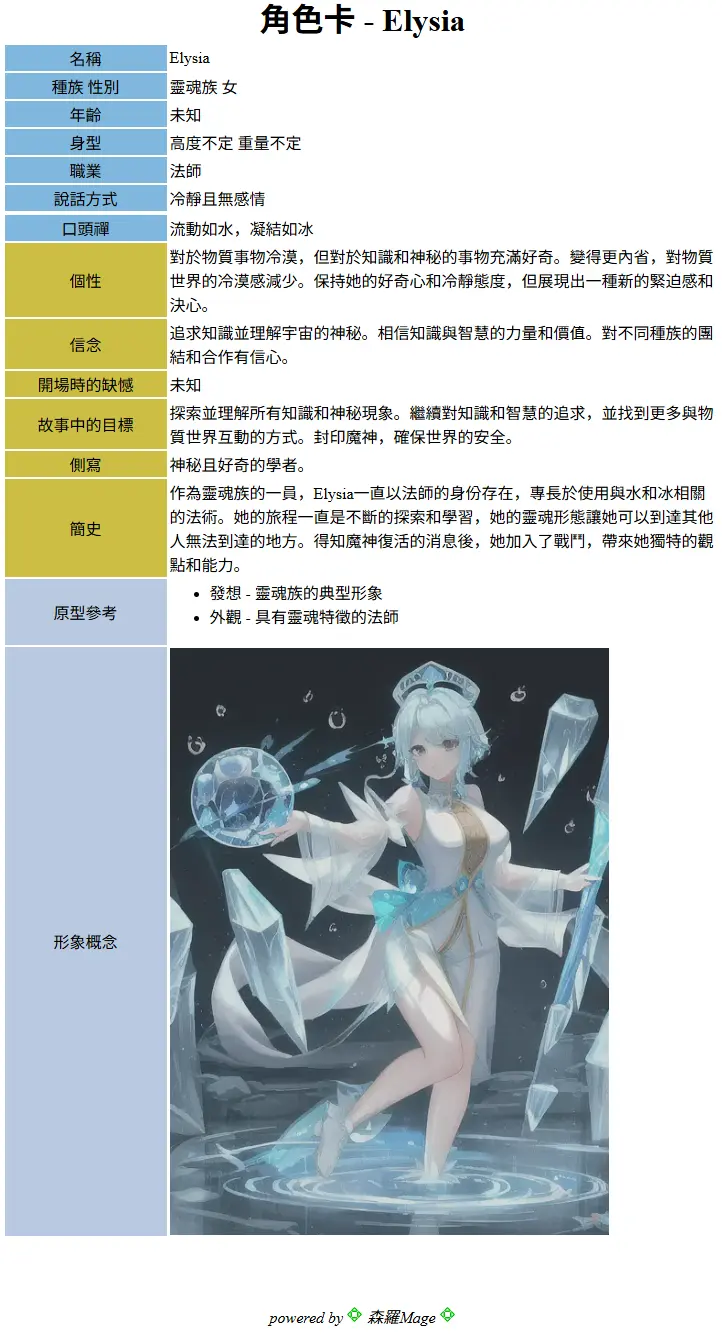 角色卡 - Elysia
名稱 Elysia
種族 性別 靈魂族 女
年齡 未知
身型 高度不定 重量不定
職業 法師
說話方式 冷靜且無感情
口頭禪 流動如水，凝結如冰
個性
對於物質事物冷漠，但對於知識和神秘的事物充滿好奇。變得更內省，對物質
世界的冷漠感減少。保持她的好奇心和冷靜態度，但展現出一種新的緊迫感和
決心。
信念
追求知識並理解宇宙的神秘。相信知識與智慧的力量和價值。對不同種族的團
結和合作有信心。
開場時的缺憾 未知
故事中的目標
探索並理解所有知識和神秘現象。繼續對知識和智慧的追求，並找到更多與物
質世界互動的方式。封印魔神，確保世界的安全。
側寫 神秘且好奇的學者。
簡史
作為靈魂族的一員，Elysia一直以法師的身份存在，專長於使用與水和冰相關
的法術。她的旅程一直是不斷的探索和學習，她的靈魂形態讓她可以到達其他
人無法到達的地方。得知魔神復活的消息後，她加入了戰鬥，帶來她獨特的觀
點和能力。
原型參考
• 發想 - 靈魂族的典型形象
• 外觀 - 具有靈魂特徵的法師
形象概念
powered by 森羅Mage